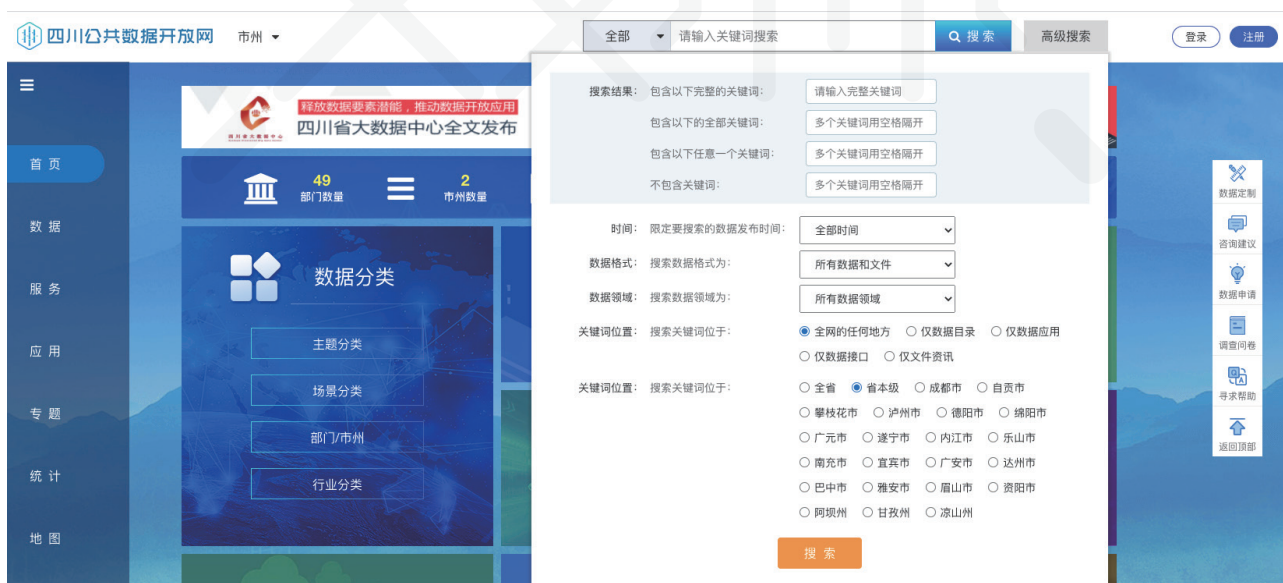 四川公共数据开放网 市州 全部 请输入关键词搜索 搜索 高级搜索 登录 注册
释放数据要素潜能，推动数据开放应用
四川省大数据中心全文发布
49 部门数量
2 市州数量
首页
数据
服务
应用
专题
统计
地图
数据分类
主题分类
场景分类
部门/市州
行业分类
搜索结果： 包含以下完整的关键词： 请输入完整关键词
包含以下的全部关键词： 多个关键词用空格隔开
包含以下任意一个关键词： 多个关键词用空格隔开
不包含关键词： 多个关键词用空格隔开
时间： 限定要搜索的数据发布时间： 全部时间
数据格式： 搜索数据格式为： 所有数据和文件
数据领域： 搜索数据领域为： 所有数据领域
关键词位置： 搜索关键词位于： 全网的任何地方 仅数据目录 仅数据应用
仅数据接口 仅文件资讯
关键词位置： 搜索关键词位于： 全省 省本级 成都市 自贡市
攀枝花市 泸州市 德阳市 绵阳市
广元市 遂宁市 内江市 乐山市
南充市 宜宾市 广安市 达州市
巴中市 雅安市 眉山市 资阳市
阿坝州 甘孜州 凉山州
搜索
数据定制
咨询建议
数据申请
调查问卷
寻求帮助
返回顶部